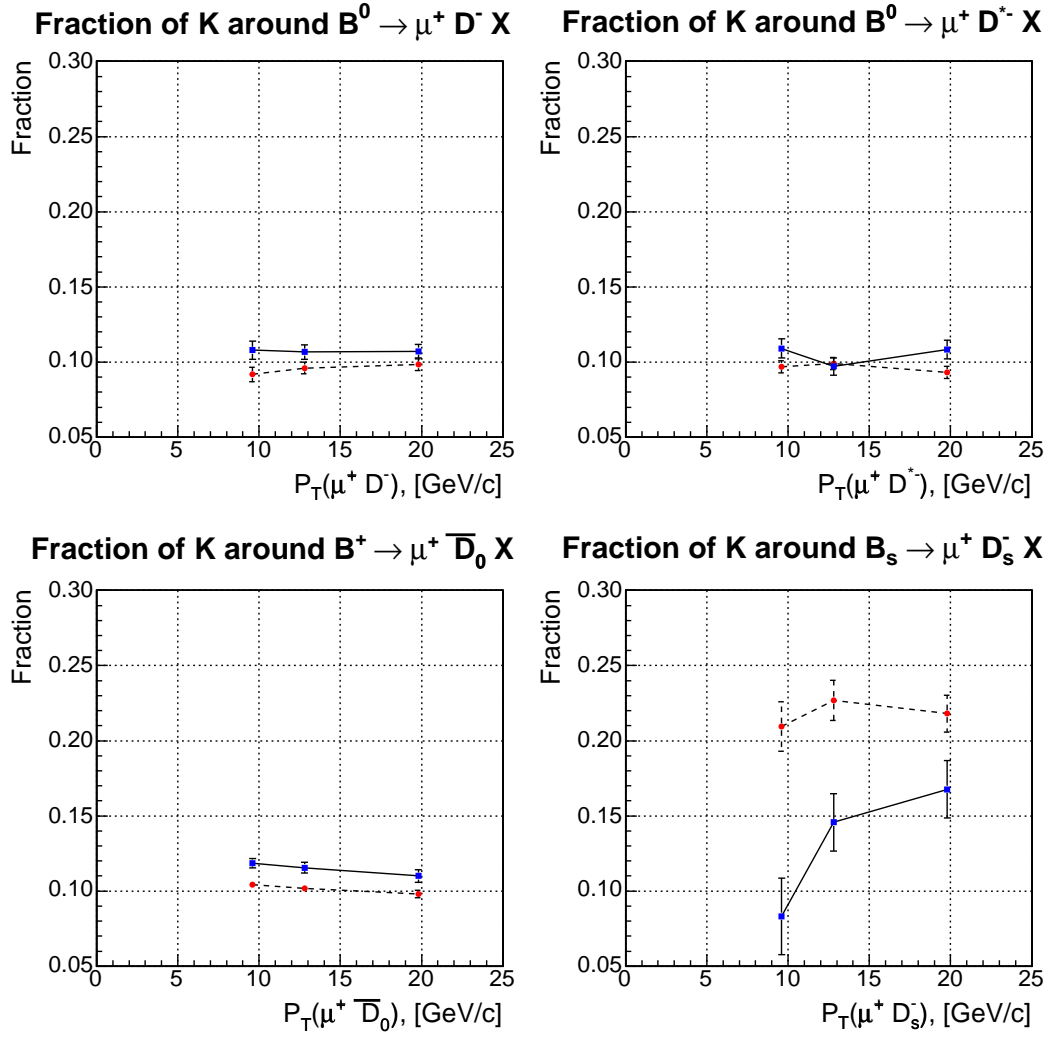 Fraction of K around B⁰ → μ⁺ D⁻ X
Fraction
0.30
0.25
0.20
0.15
0.10
0.05
0 5 10 15 20 25
P_T(μ⁺ D⁻), [GeV/c]
Fraction of K around B⁰ → μ⁺ D*⁻ X
Fraction
0.30
0.25
0.20
0.15
0.10
0.05
0 5 10 15 20 25
P_T(μ⁺ D*⁻), [GeV/c]
Fraction of K around B⁺ → μ⁺ D̅₀ X
Fraction
0.30
0.25
0.20
0.15
0.10
0.05
0 5 10 15 20 25
P_T(μ⁺ D̅₀), [GeV/c]
Fraction of K around B_s → μ⁺ D_s⁻ X
Fraction
0.30
0.25
0.20
0.15
0.10
0.05
0 5 10 15 20 25
P_T(μ⁺ D_s⁻), [GeV/c]